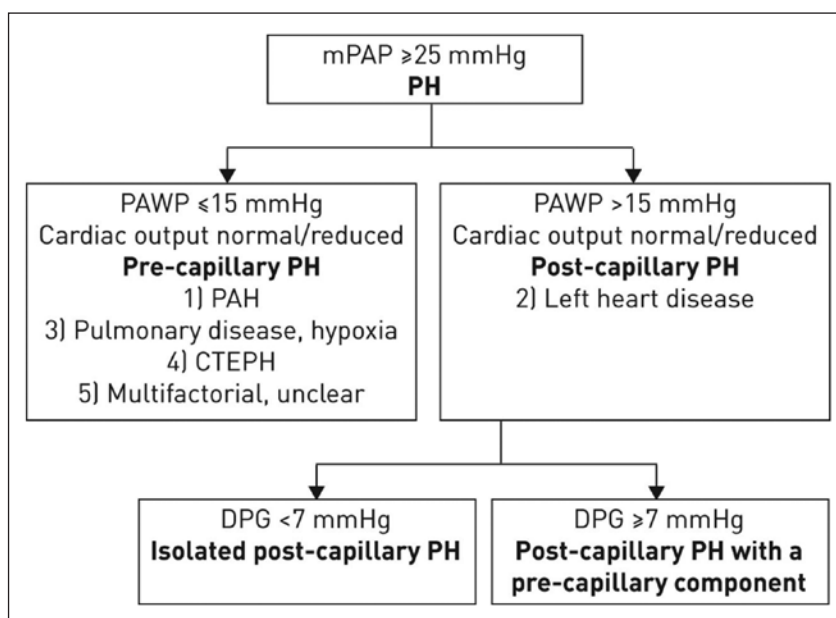 mPAP ⩾25 mmHg
PH
PAWP ⩽15 mmHg
Cardiac output normal/reduced
Pre-capillary PH
1) PAH
3) Pulmonary disease, hypoxia
4) CTEPH
5) Multifactorial, unclear
PAWP >15 mmHg
Cardiac output normal/reduced
Post-capillary PH
2) Left heart disease
DPG <7 mmHg
Isolated post-capillary PH
DPG ⩾7 mmHg
Post-capillary PH with a
pre-capillary component